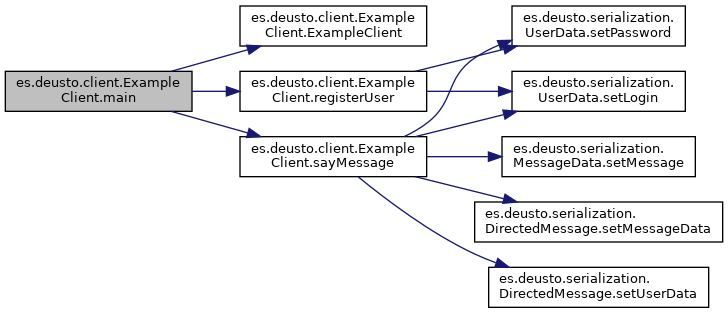 es.deusto.client.Example
Client.main
es.deusto.client.Example
Client.ExampleClient
es.deusto.client.Example
Client.registerUser
es.deusto.client.Example
Client.sayMessage
es.deusto.serialization.
UserData.setPassword
es.deusto.serialization.
UserData.setLogin
es.deusto.serialization.
MessageData.setMessage
es.deusto.serialization.
DirectedMessage.setMessageData
es.deusto.serialization.
DirectedMessage.setUserData